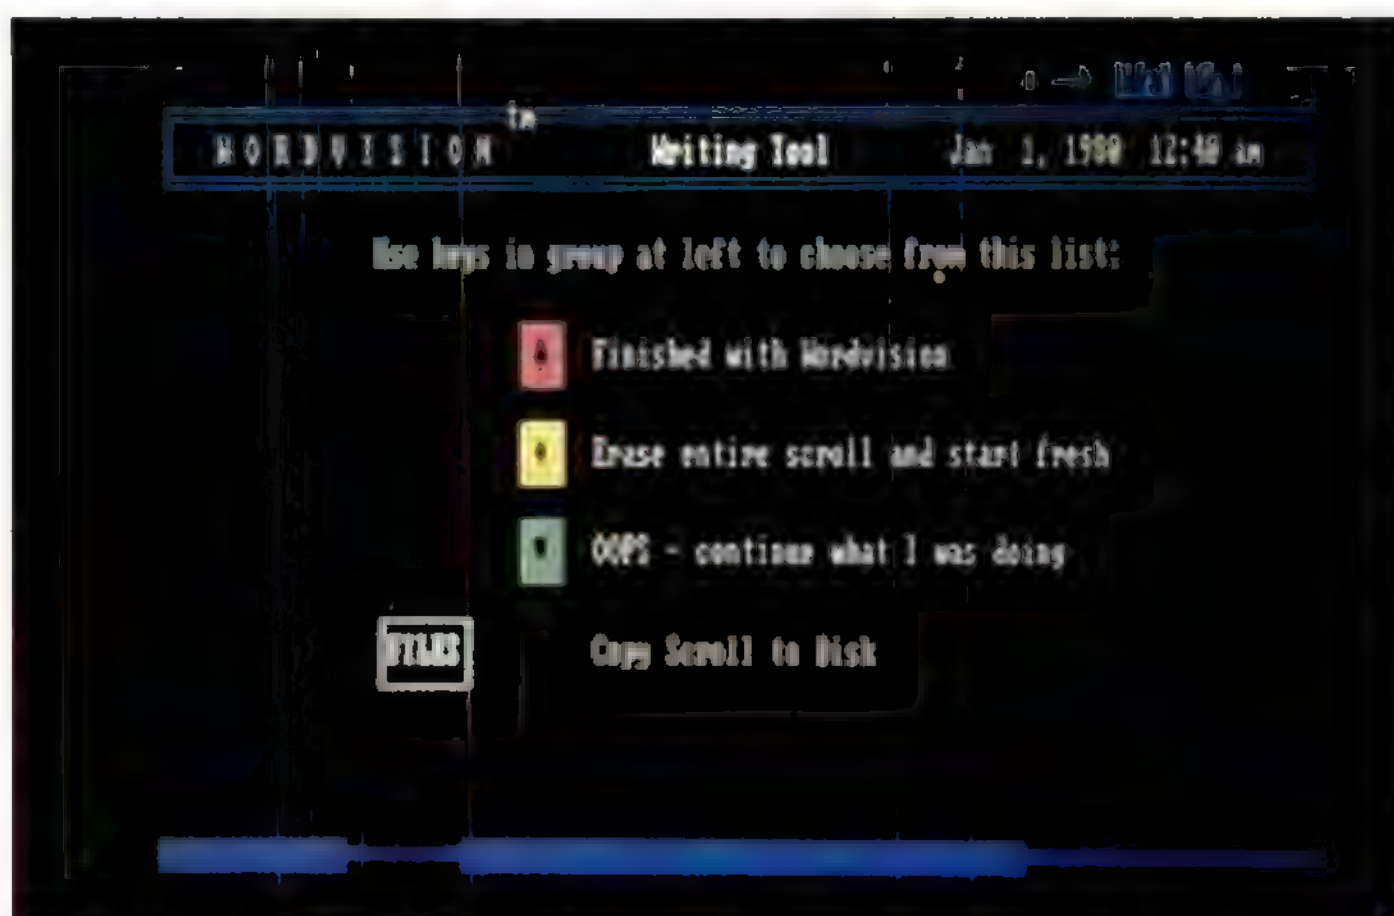 tm
WORDVISION Writing Tool Jan 1, 1980 12:40 am
Use keys in group at left to choose from this list:
Finished with Wordvision
Erase entire scroll and start fresh
OOPS - continue what I was doing
FILES Copy Scroll to Disk